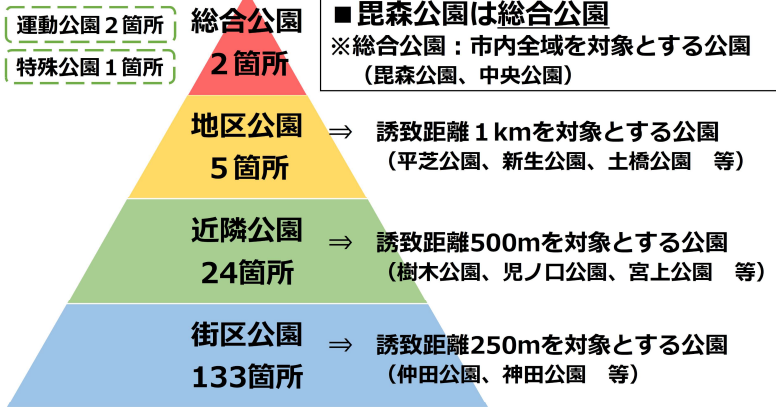 運動公園２箇所
特殊公園１箇所
総合公園
２箇所
■毘森公園は総合公園
※総合公園：市内全域を対象とする公園
（毘森公園、中央公園）
地区公園
５箇所
⇒ 誘致距離１kmを対象とする公園
（平芝公園、新生公園、土橋公園　等）
近隣公園
24箇所
⇒ 誘致距離500mを対象とする公園
（樹木公園、児ノ口公園、宮上公園　等）
街区公園
133箇所
⇒ 誘致距離250mを対象とする公園
（仲田公園、神田公園　等）